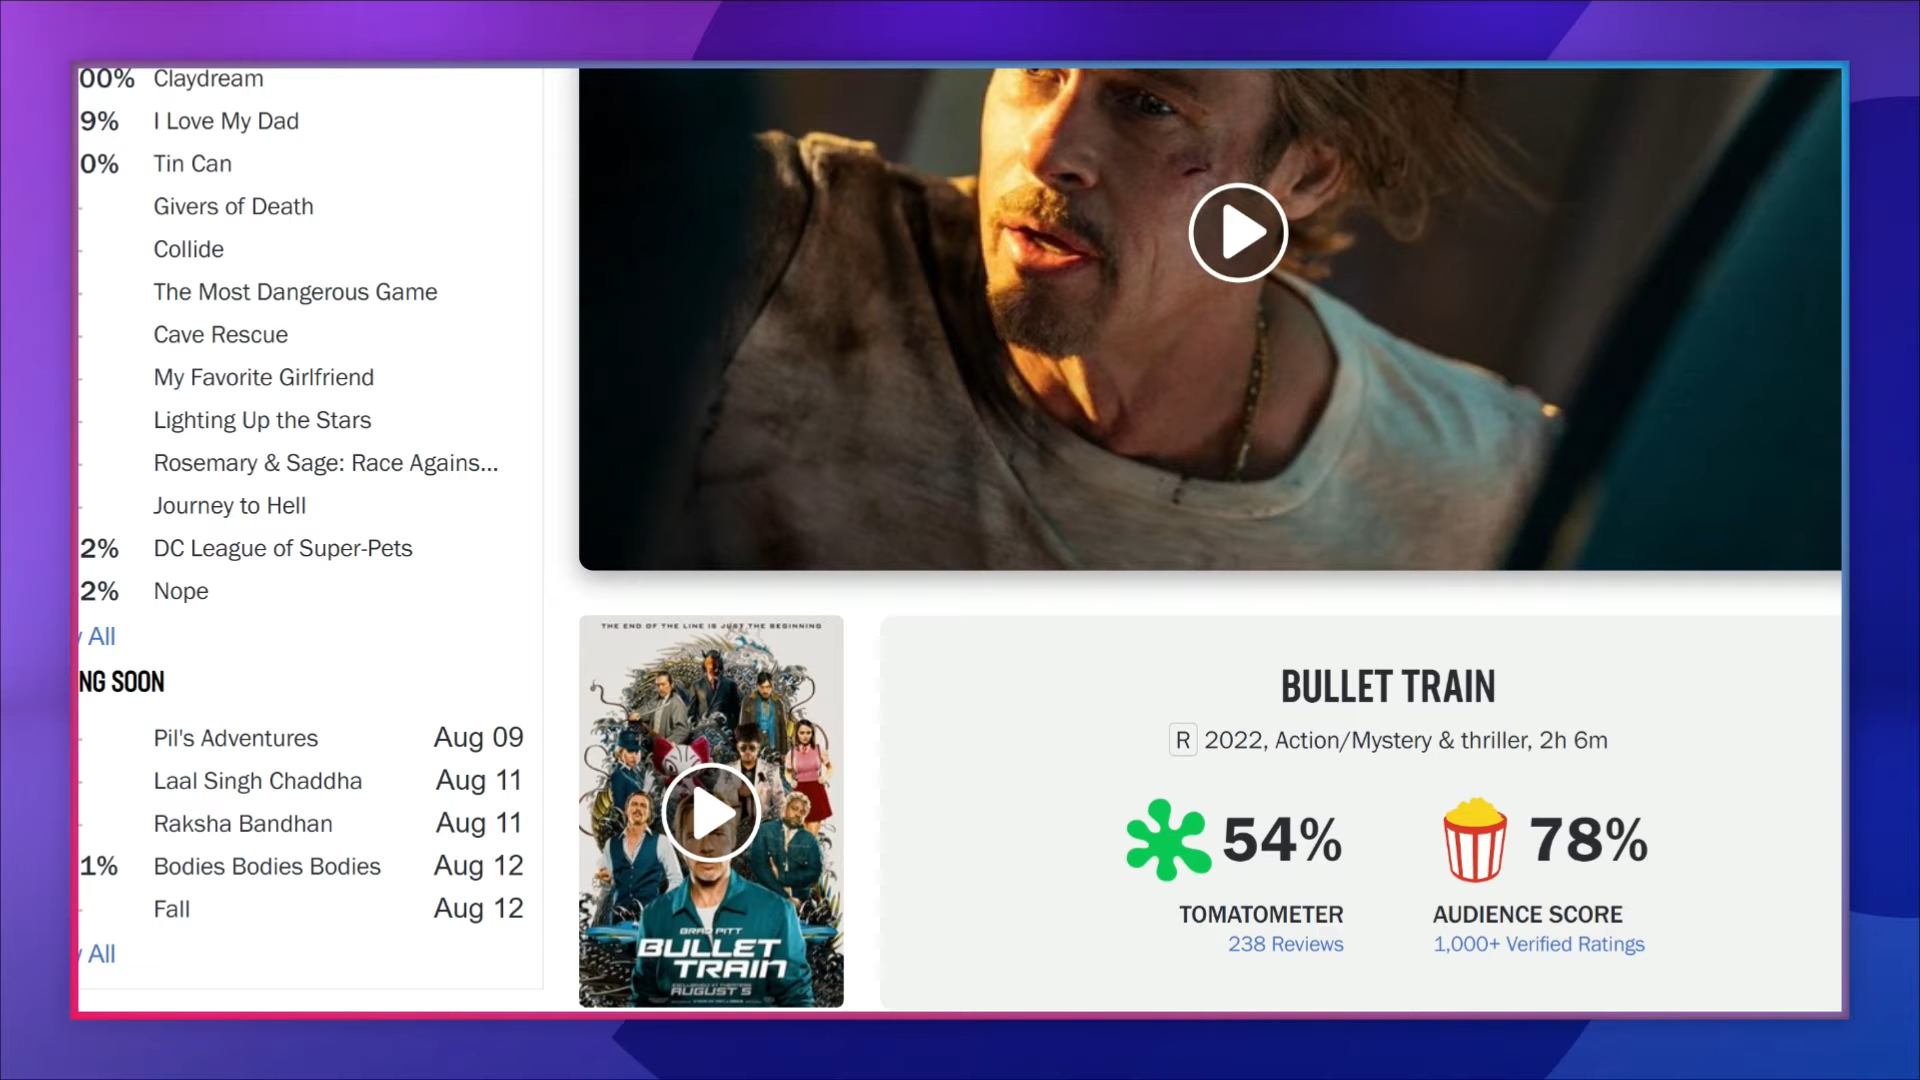 00% Claydream
9% I Love My Dad
0% Tin Can
- Givers of Death
- Collide
- The Most Dangerous Game
- Cave Rescue
- My Favorite Girlfriend
- Lighting Up the Stars
- Rosemary & Sage: Race Agains...
- Journey to Hell
2% DC League of Super-Pets
2% Nope
All
NG SOON
- Pil's Adventures Aug 09
- Laal Singh Chaddha Aug 11
- Raksha Bandhan Aug 11
1% Bodies Bodies Bodies Aug 12
- Fall Aug 12
All
THE END OF THE LINE IS JUST THE BEGINNING
BRAD PITT
BULLET
TRAIN
EXCLUSIVELY IN THEATERS
AUGUST 5
BULLET TRAIN
R 2022, Action/Mystery & thriller, 2h 6m
54% 78%
TOMATOMETER AUDIENCE SCORE
238 Reviews 1,000+ Verified Ratings